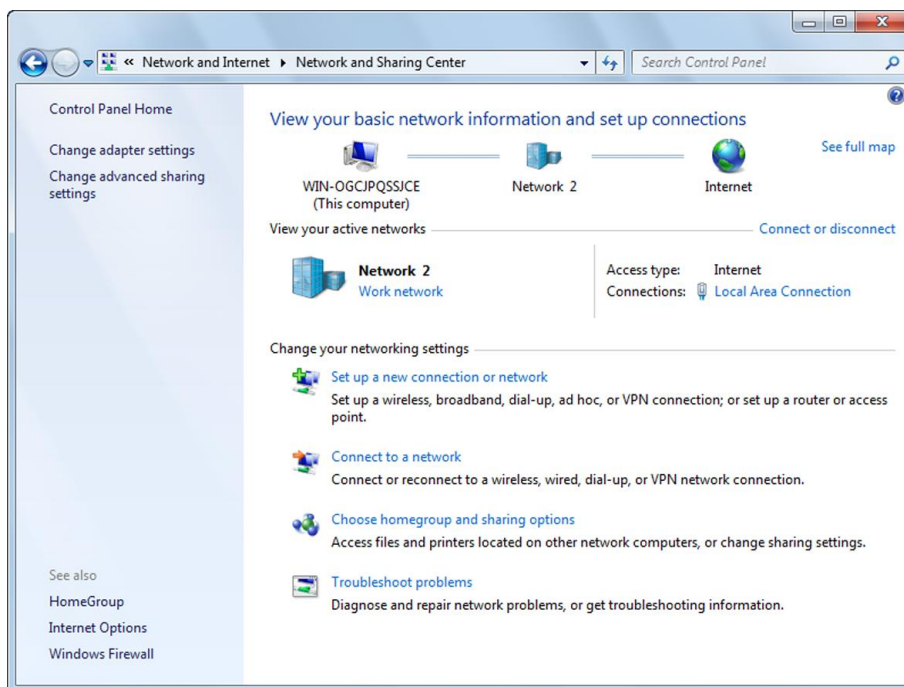 « Network and Internet ▸ Network and Sharing Center
Search Control Panel
Control Panel Home
Change adapter settings
Change advanced sharing
settings
See also
HomeGroup
Internet Options
Windows Firewall
View your basic network information and set up connections
See full map
WIN-OGCJPQSSJCE
(This computer)
Network 2
Internet
View your active networks
Connect or disconnect
Network 2
Work network
Access type: Internet
Connections: Local Area Connection
Change your networking settings
Set up a new connection or network
Set up a wireless, broadband, dial-up, ad hoc, or VPN connection; or set up a router or access
point.
Connect to a network
Connect or reconnect to a wireless, wired, dial-up, or VPN network connection.
Choose homegroup and sharing options
Access files and printers located on other network computers, or change sharing settings.
Troubleshoot problems
Diagnose and repair network problems, or get troubleshooting information.